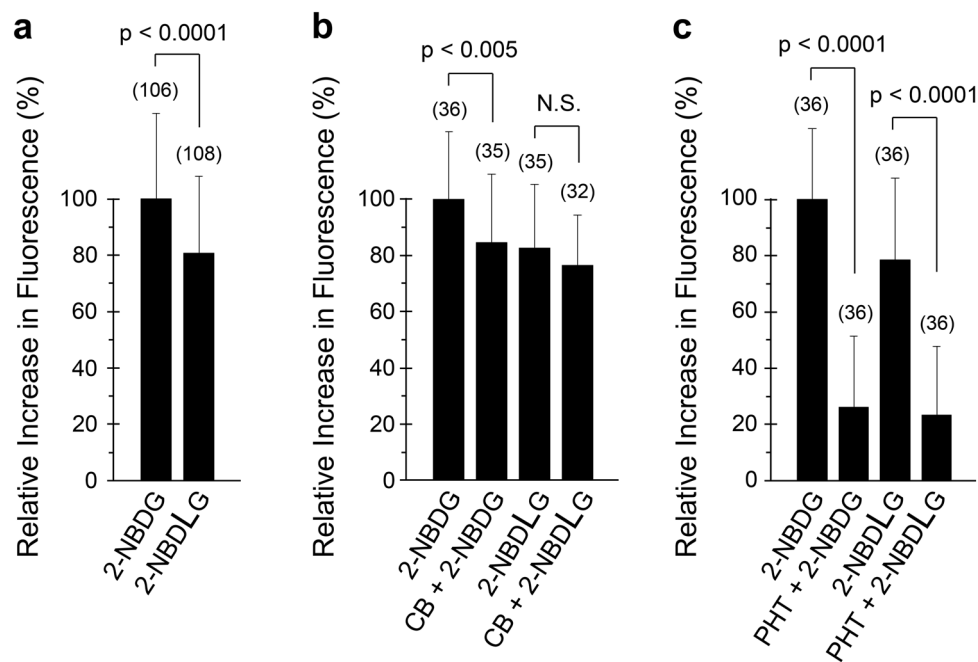 a
p < 0.0001
(106)
(108)
Relative Increase in Fluorescence (%)
100
80
60
40
20
0
2-NBDG
2-NBDLG
b
p < 0.005
N.S.
(36)
(35)
(35)
(32)
Relative Increase in Fluorescence (%)
100
80
60
40
20
0
2-NBDG
CB + 2-NBDG
2-NBDLG
CB + 2-NBDLG
c
p < 0.0001
p < 0.0001
(36)
(36)
(36)
(36)
Relative Increase in Fluorescence (%)
100
80
60
40
20
0
2-NBDG
PHT + 2-NBDG
2-NBDLG
PHT + 2-NBDLG